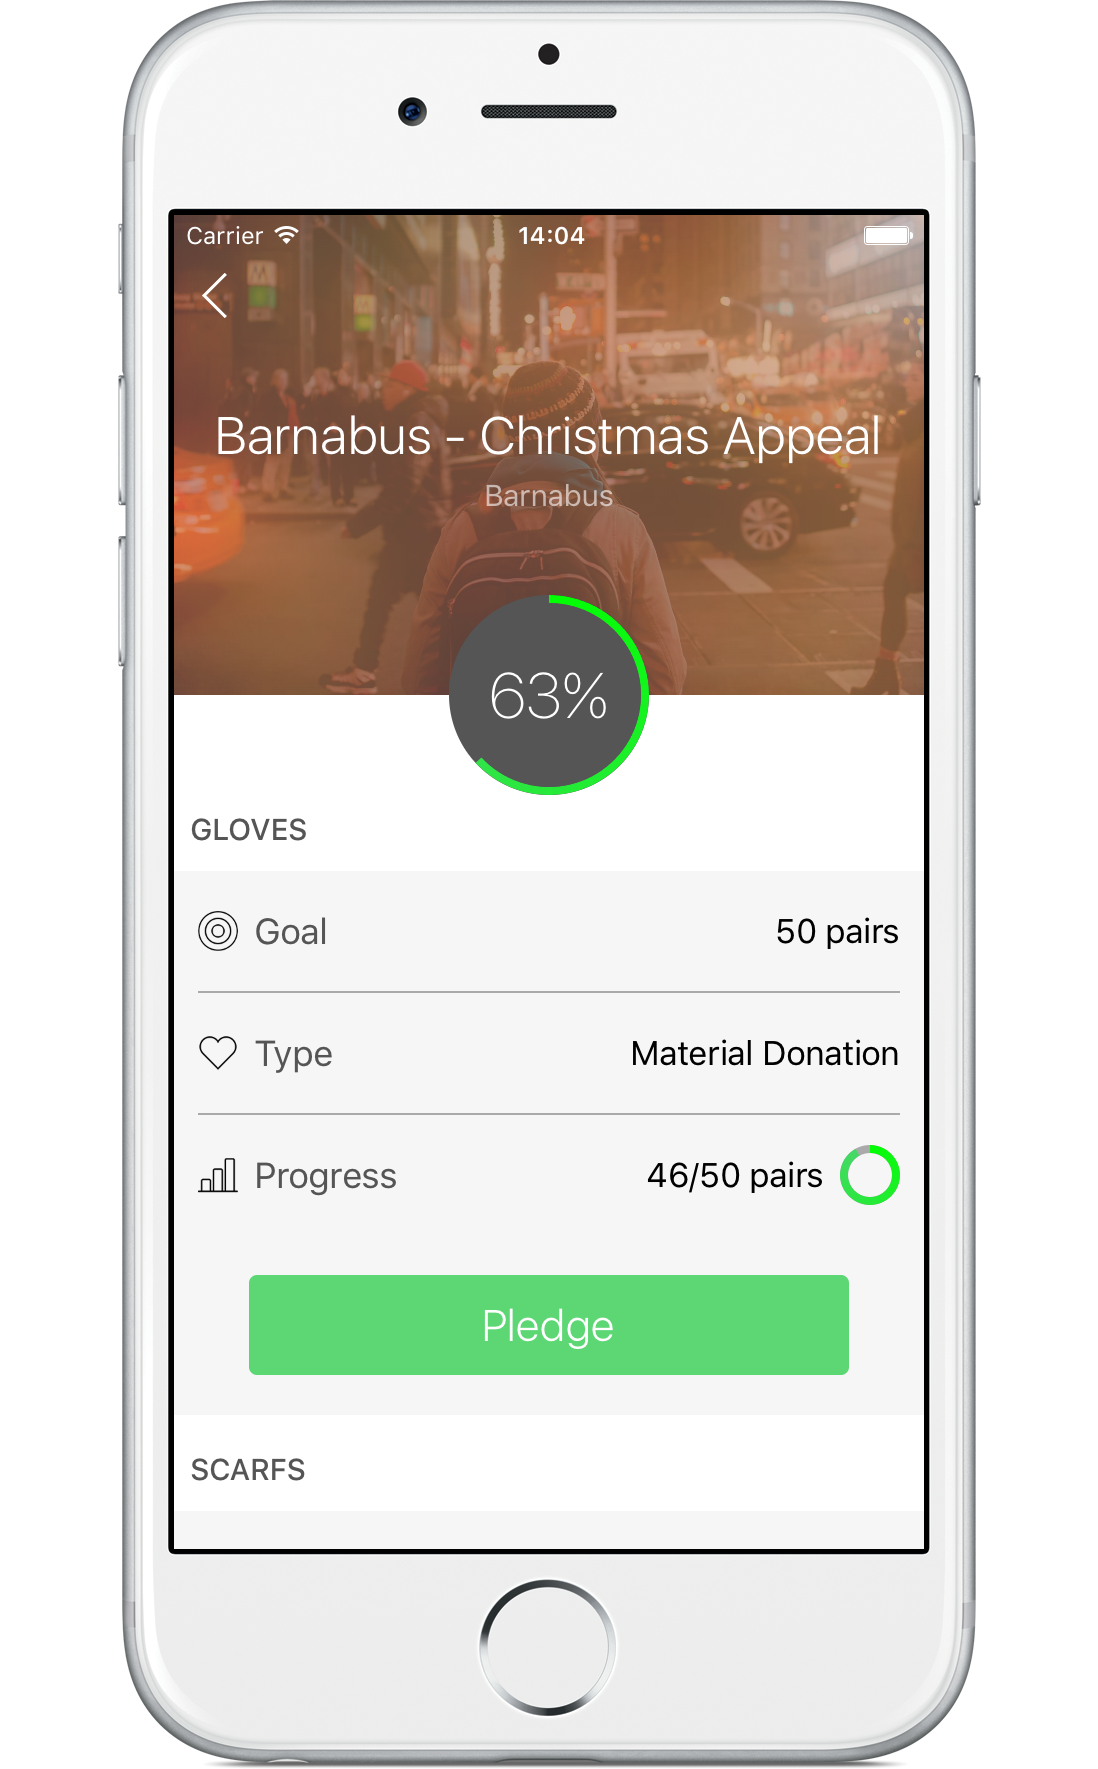 Carrier 14:04
Barnabus - Christmas Appeal
Barnabus
63%
GLOVES
Goal 50 pairs
Type Material Donation
Progress 46/50 pairs
Pledge
SCARFS